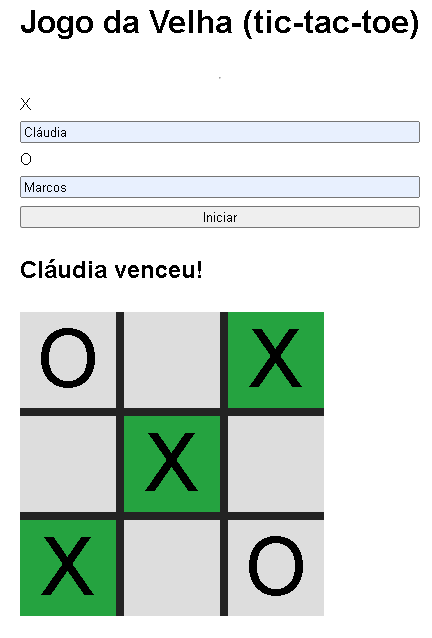 Jogo da Velha (tic-tac-toe)
X
Cláudia
O
Marcos
Iniciar
Cláudia venceu!
O X
X
X O